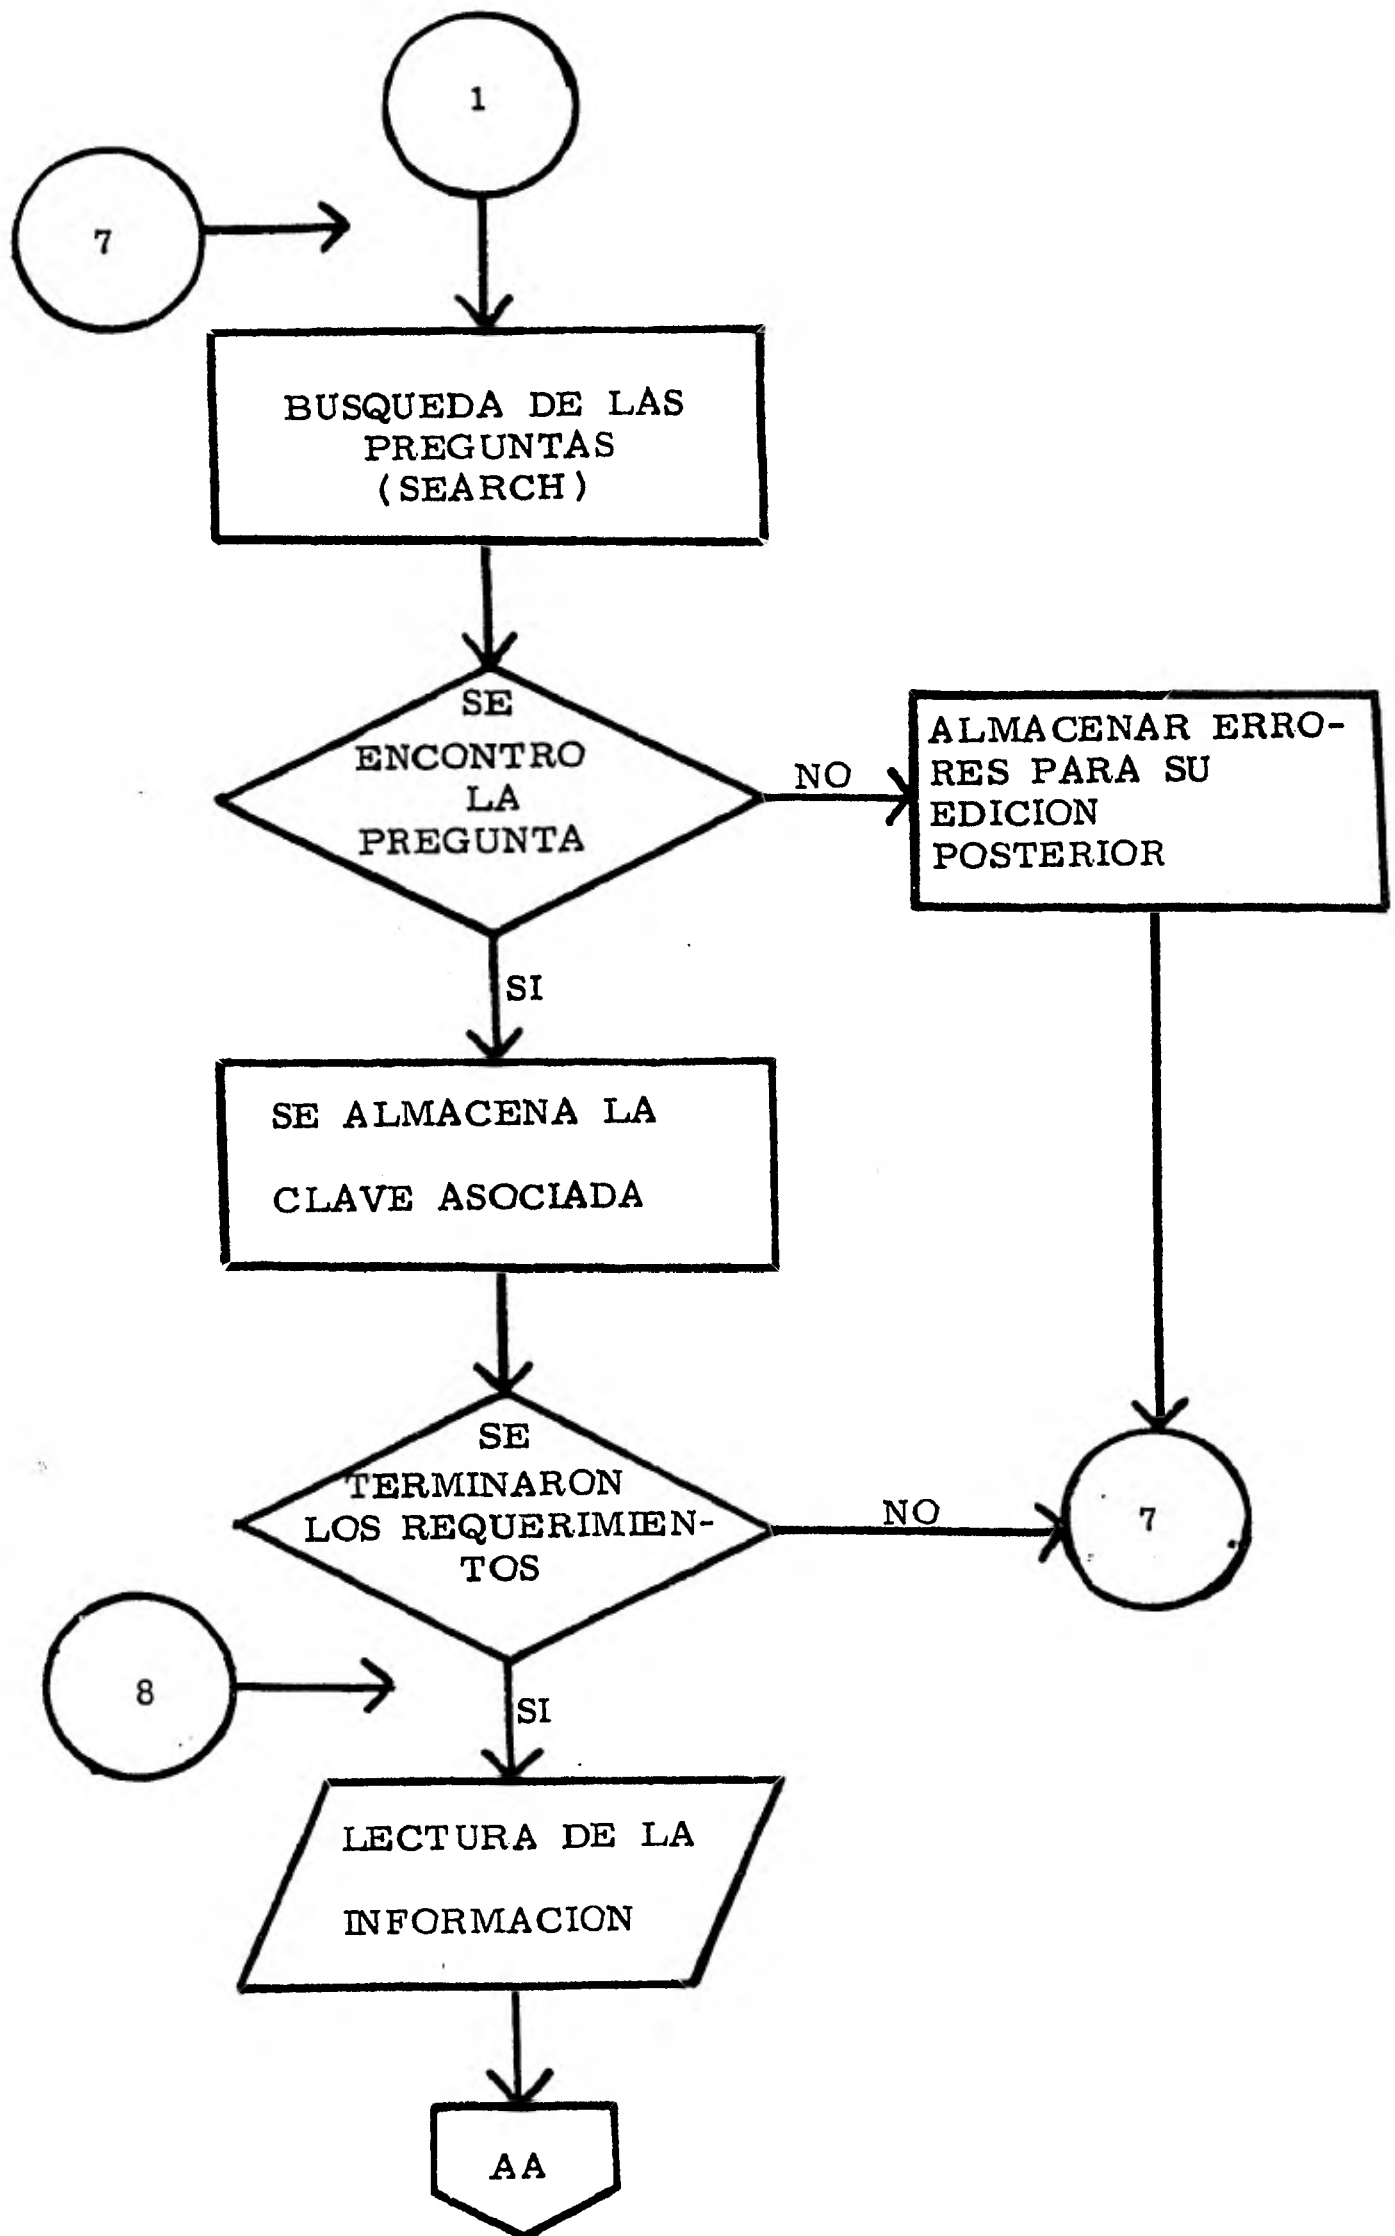 1
7
BUSQUEDA DE LAS
PREGUNTAS
(SEARCH)
SE
ENCONTRO
LA
PREGUNTA
NO
ALMACENAR ERRO-
RES PARA SU
EDICION
POSTERIOR
SI
SE ALMACENA LA
CLAVE ASOCIADA
SE
TERMINARON
LOS REQUERIMIEN-
TOS
NO
7
8
SI
LECTURA DE LA
INFORMACION
AA